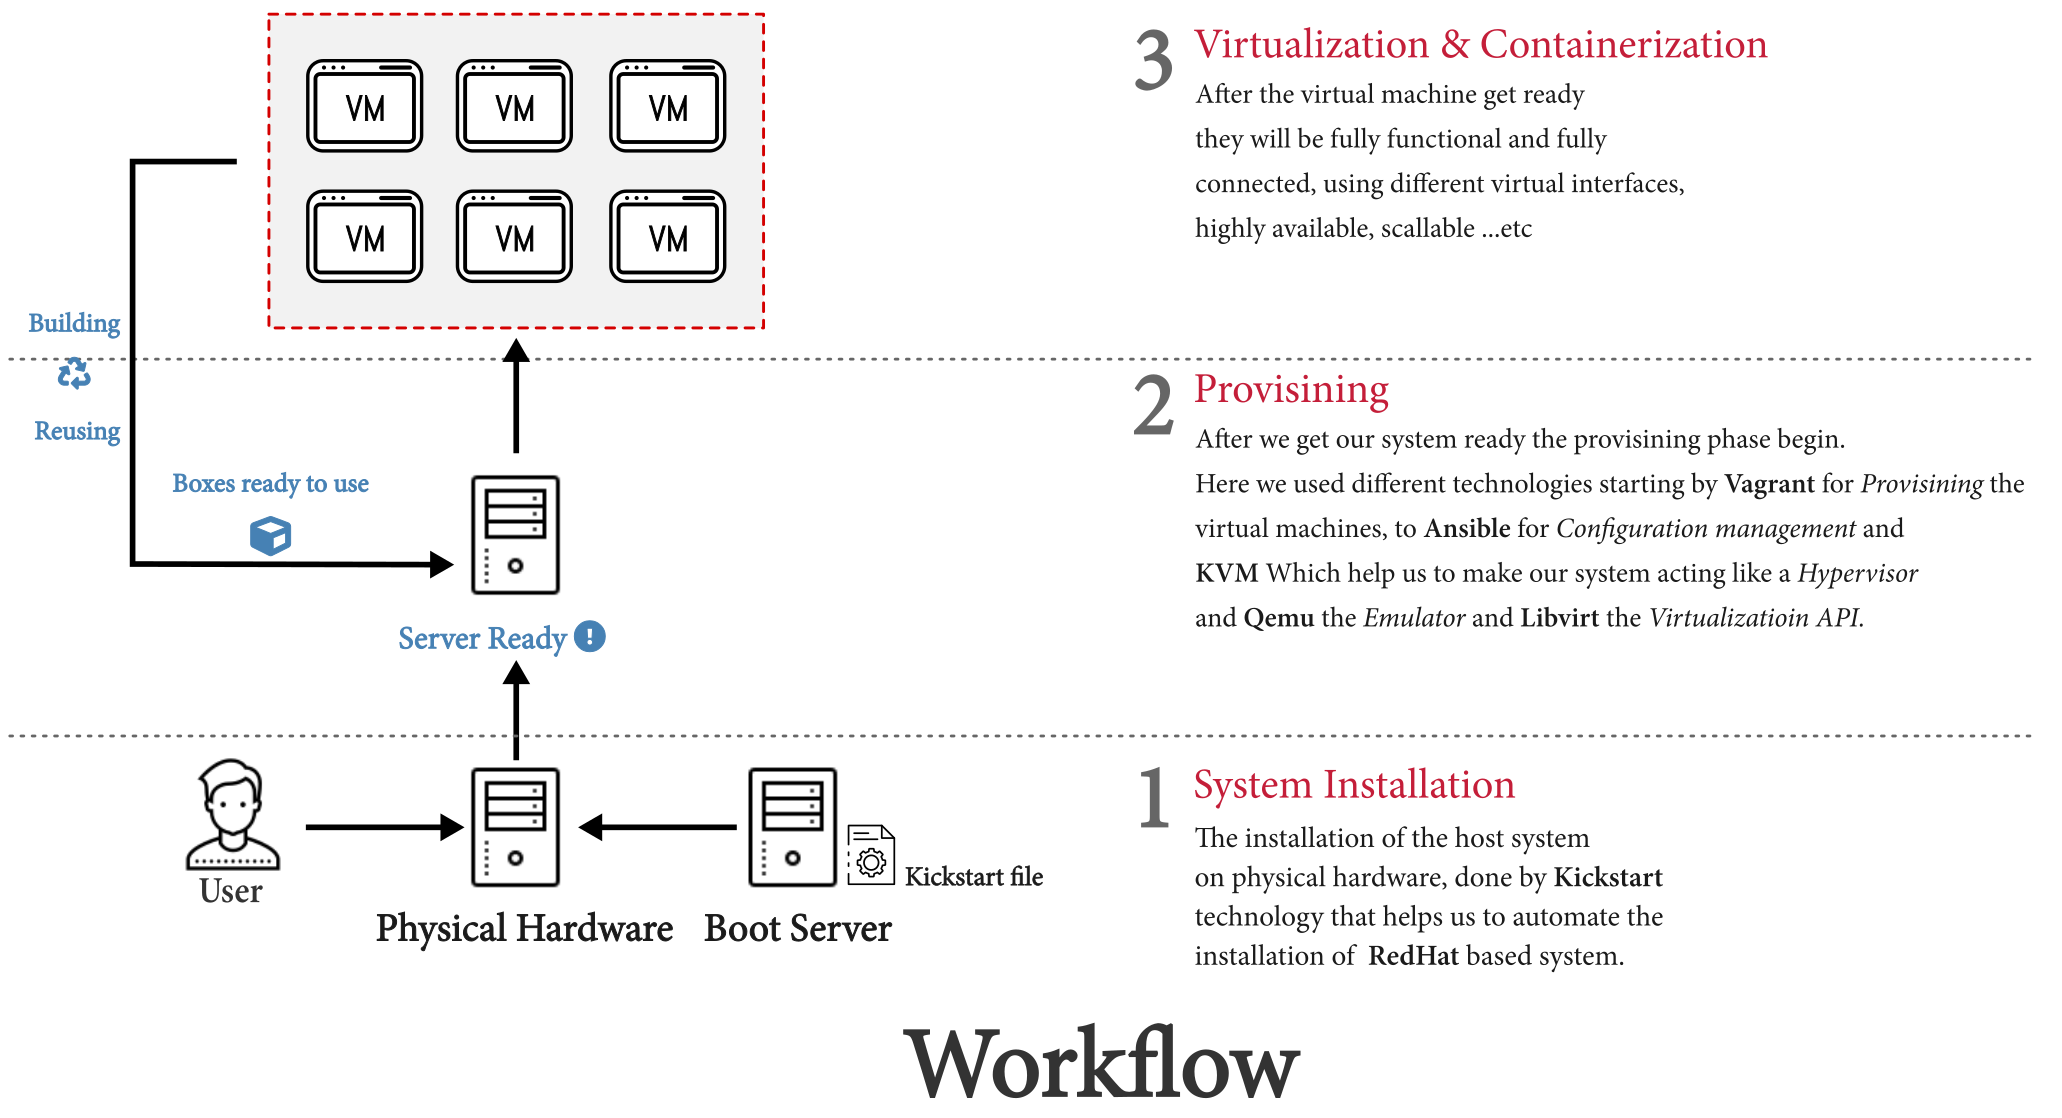 VM VM VM
VM VM VM
Building
Reusing
Boxes ready to use
Server Ready !
User
Physical Hardware
Boot Server
Kickstart file
3 Virtualization & Containerization
After the virtual machine get ready
they will be fully functional and fully
connected, using different virtual interfaces,
highly available, scallable ...etc
2 Provisining
After we get our system ready the provisining phase begin.
Here we used different technologies starting by Vagrant for Provisining the
virtual machines, to Ansible for Configuration management and
KVM Which help us to make our system acting like a Hypervisor
and Qemu the Emulator and Libvirt the Virtualizatioin API.
1 System Installation
The installation of the host system
on physical hardware, done by Kickstart
technology that helps us to automate the
installation of RedHat based system.
Workflow